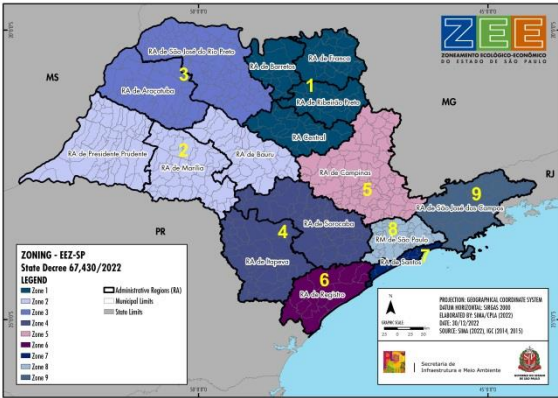 50°0'W
45°0'W
ZEE
ZONEAMENTO ECOLÓGICO-ECONÔMICO
DO ESTADO DE SÃO PAULO
MS
MG
RJ
PR
RA de São José do Rio Preto
3
RA de Araçatuba
RA de Barretos
RA de Franca
1
RA de Ribeirão Preto
RA Central
RA de Presidente Prudente
2
RA de Marília
RA de Bauru
RA de Campinas
5
9
RA de São José dos Campos
8
RM de São Paulo
7
RA de Santos
RA de Sorocaba
4
RA de Itapeva
6
RA de Registro
ZONING - EEZ-SP
State Decree 67,430/2022
LEGEND
Zone 1
Zone 2
Zone 3
Zone 4
Zone 5
Zone 6
Zone 7
Zone 8
Zone 9
Administrative Regions (RA)
Municipal Limits
State Limits
PROJECTION: GEOGRAPHICAL COORDINATE SYSTEM
DATUM HORIZONTAL: SIRGAS 2000
ELABORATED BY: SIMA/CPLA (2022)
DATE: 30/12/2022
SOURCE: SIMA (2022), IGC (2014, 2015)
GRAPHIC SCALE
Secretaria de
Infraestrutura e Meio Ambiente